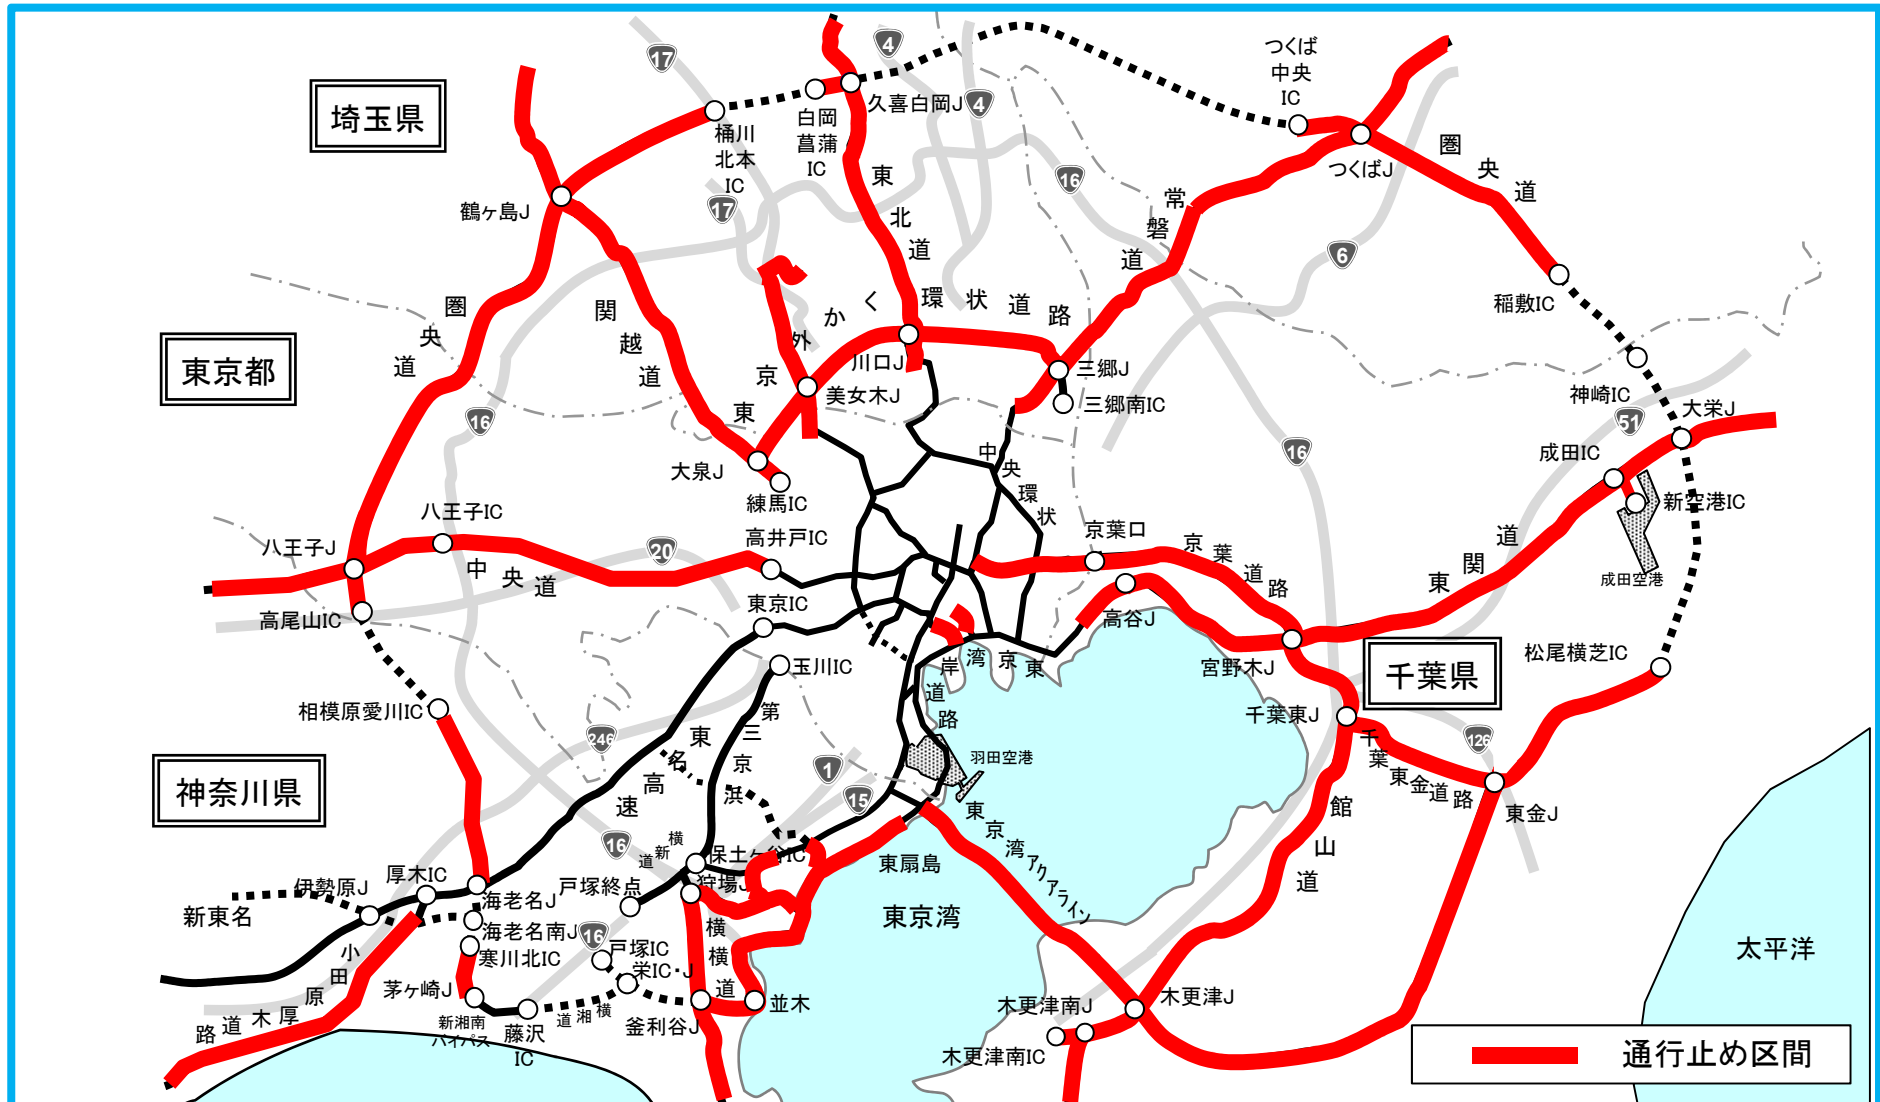 埼玉県
東京都
神奈川県
千葉県
17
4
4
17
16
6
16
51
16
20
246
1
15
16
16
126
つくば
中央
IC
久喜白岡J
白岡
菖蒲
IC
桶川
北本
IC
鶴ヶ島J
つくばJ
圏央道
東北道
常磐道
稲敷IC
神崎IC
大栄J
成田IC
新空港IC
成田空港
圏央道
関越道
東京外かく環状道路
川口J
美女木J
三郷J
三郷南IC
大泉J
練馬IC
中央環状
高井戸IC
八王子IC
八王子J
中央道
高尾山IC
東京IC
玉川IC
京葉口
京葉道路
高谷J
東関道
宮野木J
千葉東J
松尾横芝IC
千葉東金道路
東金J
館山道
東京湾岸道路
羽田空港
東京湾アクアライン
東扇島
東京湾
太平洋
相模原愛川IC
東名高速
第三京浜
横新道
保土ヶ谷IC
狩場J
戸塚終点
厚木IC
伊勢原J
新東名
海老名J
海老名南J
寒川北IC
茅ヶ崎J
新湘南
バイパス
藤沢
IC
横湘道
戸塚IC
栄IC・J
釜利谷J
横横道
並木
小田原厚木道路
木更津J
木更津南J
木更津南IC
通行止め区間